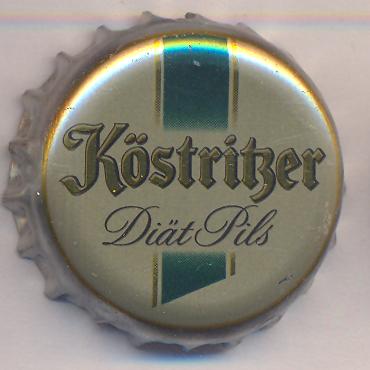 Köstritzer
Diät Pils